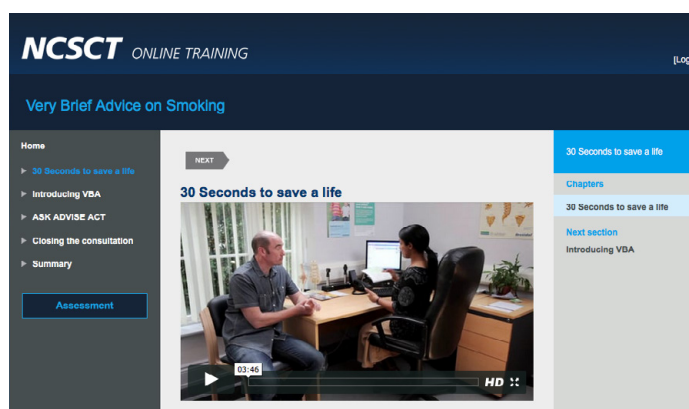 NCSCT ONLINE TRAINING
Very Brief Advice on Smoking
Home
30 Seconds to save a life
Introducing VBA
ASK ADVISE ACT
Closing the consultation
Summary
Assessment
NEXT
30 Seconds to save a life
03:46
HD
30 Seconds to save a life
Chapters
30 Seconds to save a life
Next section
Introducing VBA